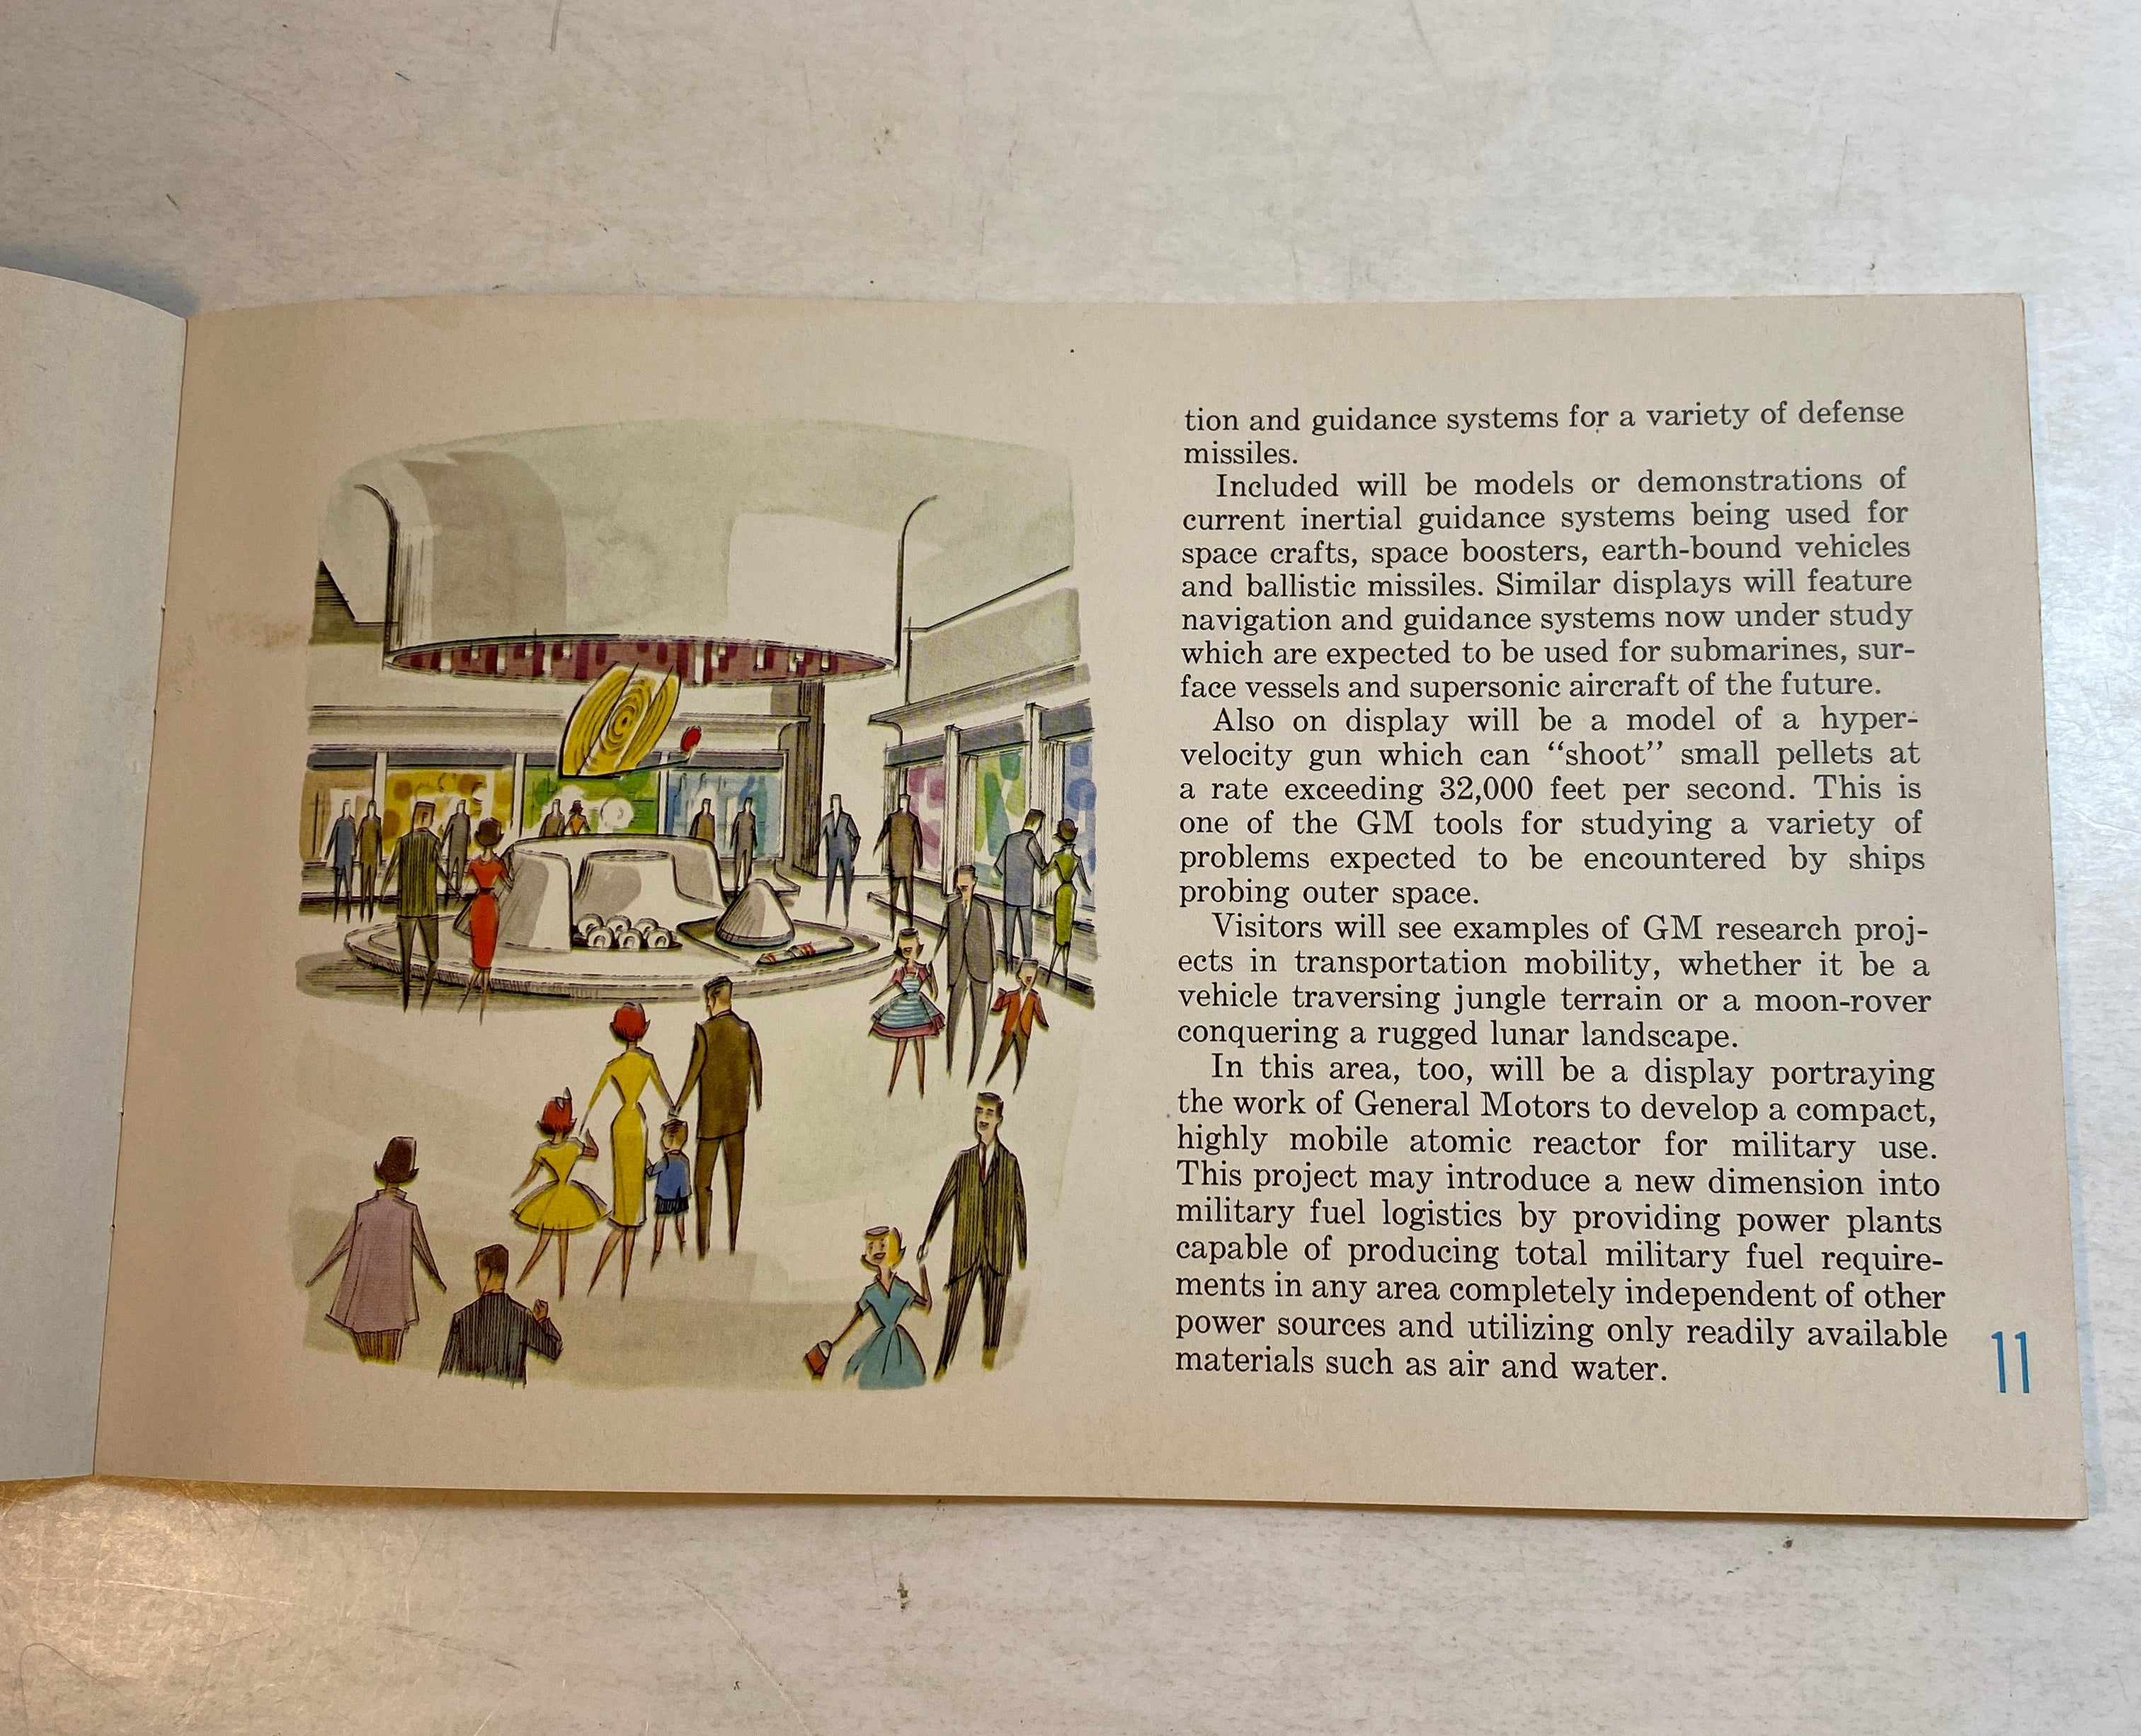 tion and guidance systems for a variety of defense
missiles.
Included will be models or demonstrations of
current inertial guidance systems being used for
space crafts, space boosters, earth-bound vehicles
and ballistic missiles. Similar displays will feature
navigation and guidance systems now under study
which are expected to be used for submarines, sur-
face vessels and supersonic aircraft of the future.
Also on display will be a model of a hyper-
velocity gun which can “shoot” small pellets at
a rate exceeding 32,000 feet per second. This is
one of the GM tools for studying a variety of
problems expected to be encountered by ships
probing outer space.
Visitors will see examples of GM research proj-
ects in transportation mobility, whether it be a
vehicle traversing jungle terrain or a moon-rover
conquering a rugged lunar landscape.
In this area, too, will be a display portraying
the work of General Motors to develop a compact,
highly mobile atomic reactor for military use.
This project may introduce a new dimension into
military fuel logistics by providing power plants
capable of producing total military fuel require-
ments in any area completely independent of other
power sources and utilizing only readily available
materials such as air and water.
11